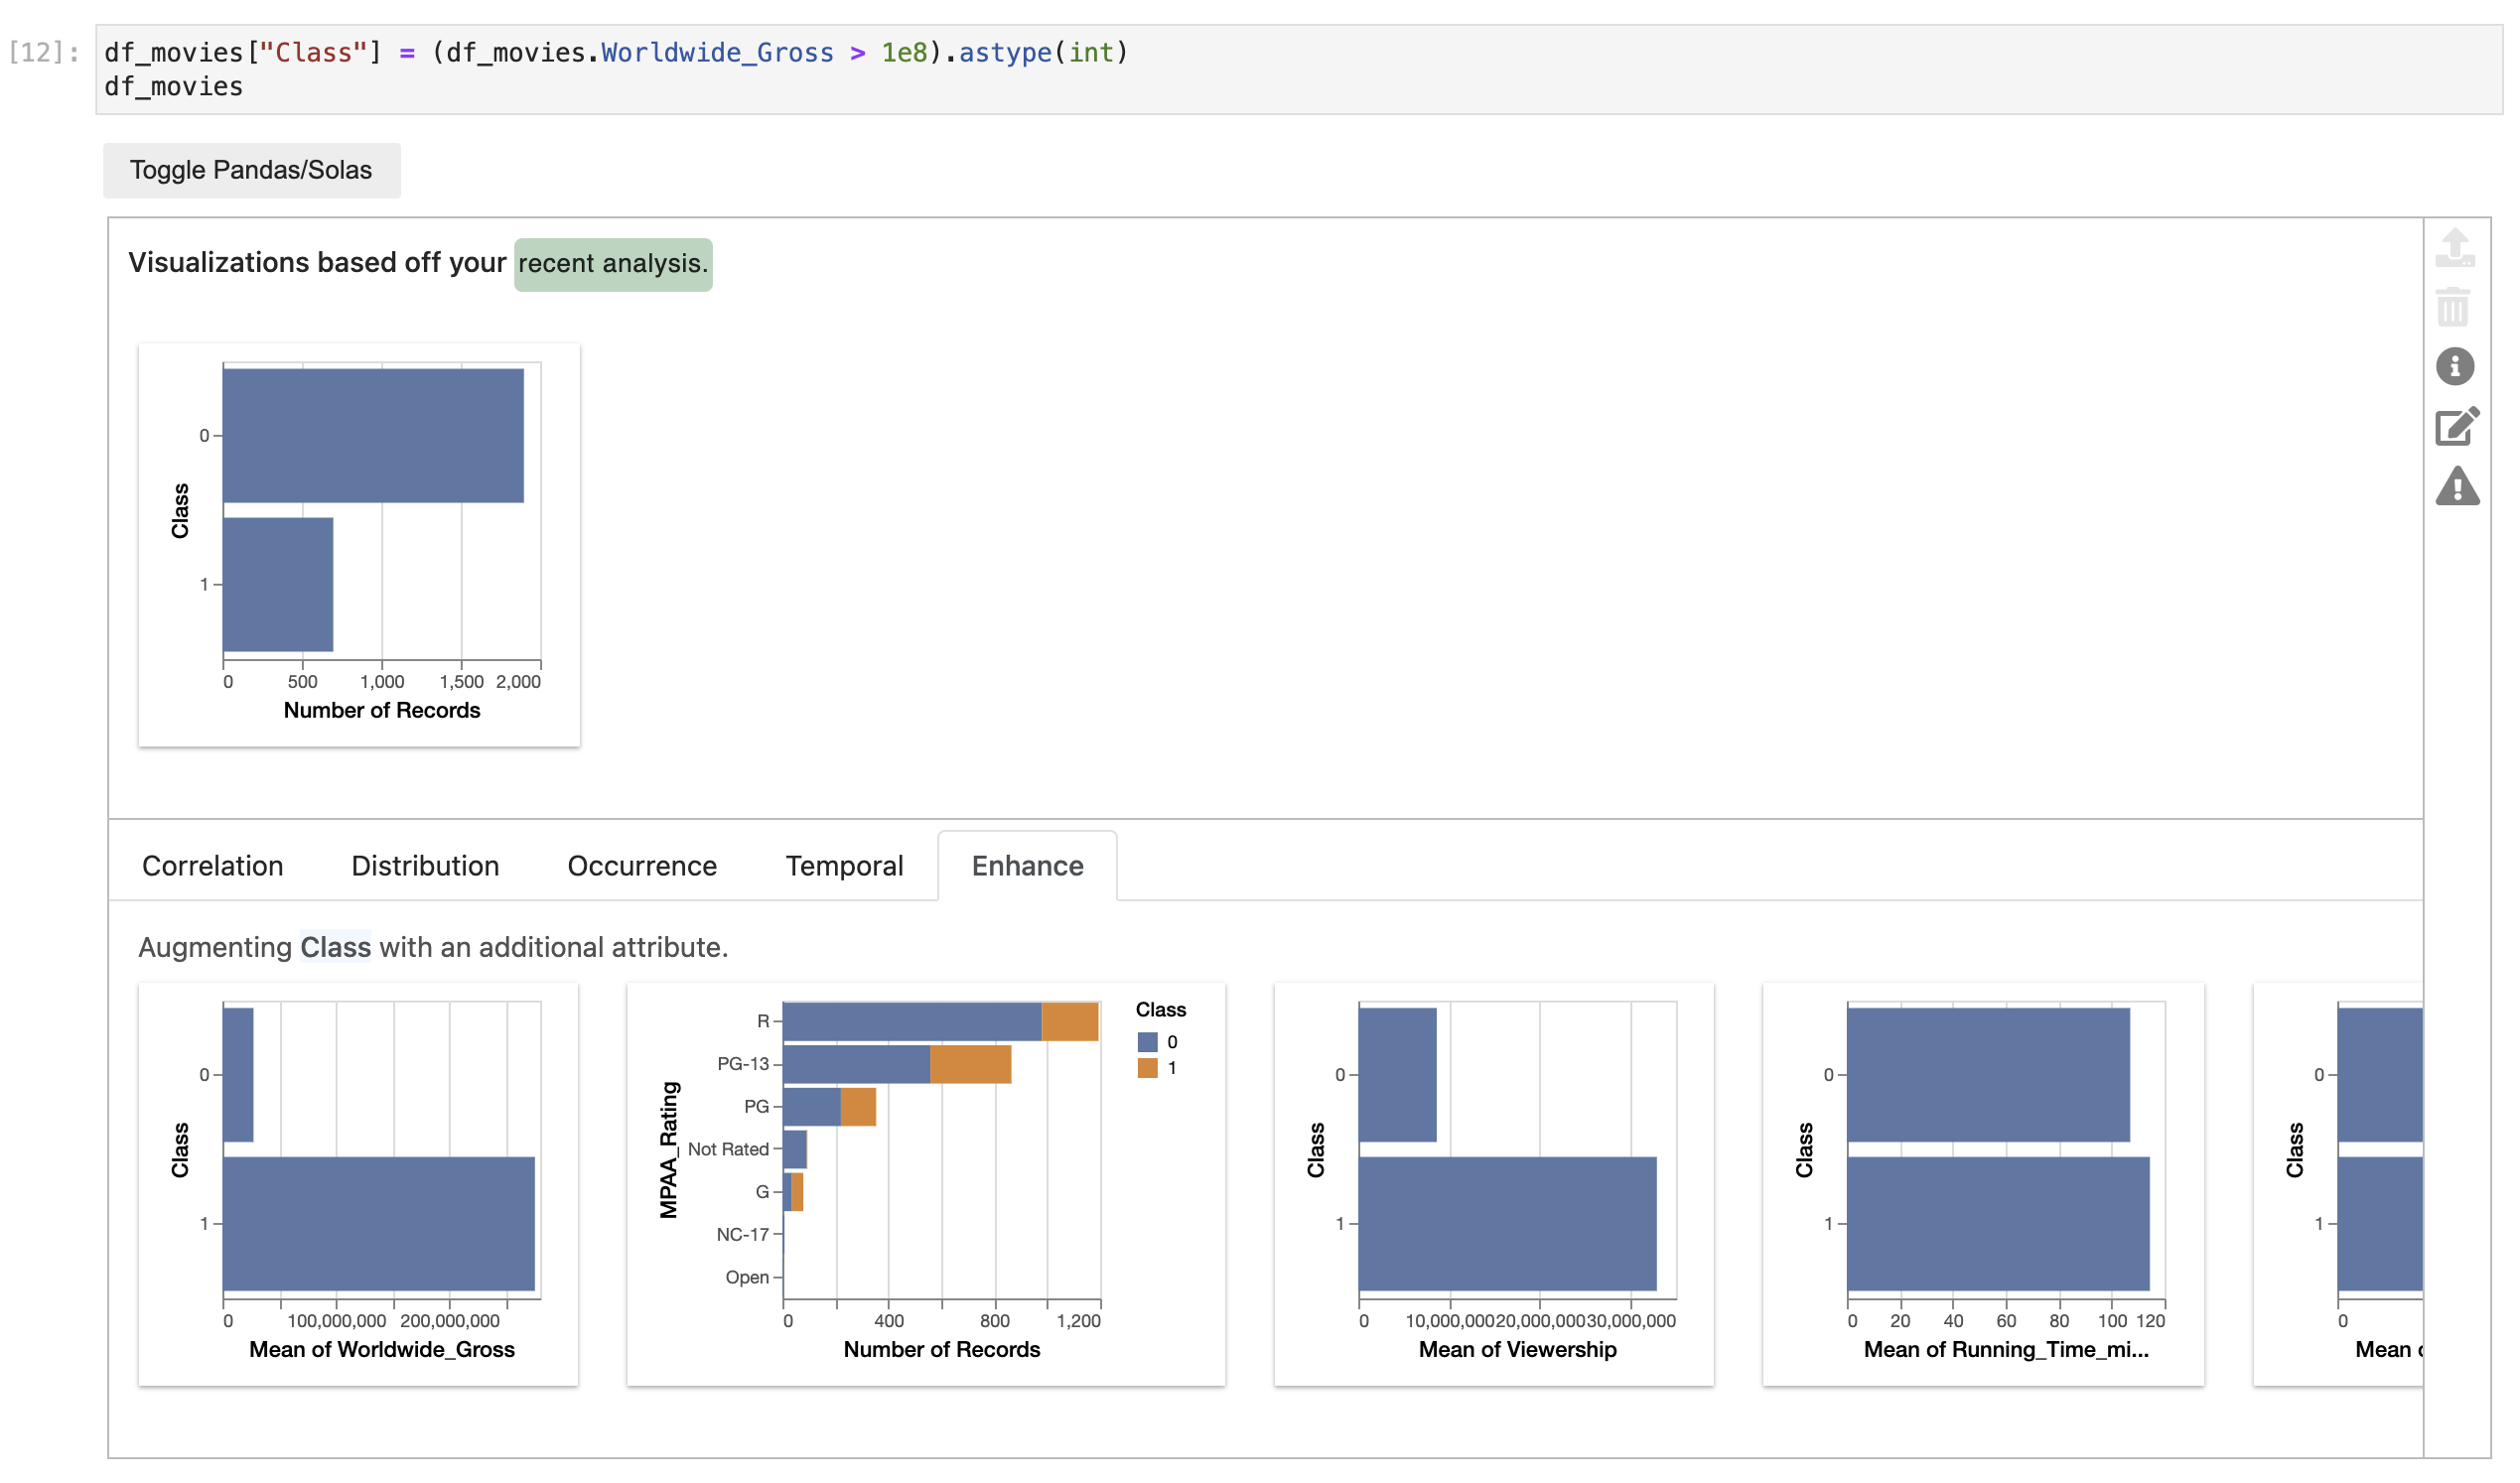 [12]: df_movies["Class"] = (df_movies.Worldwide_Gross > 1e8).astype(int)
df_movies
Toggle Pandas/Solas
Visualizations based off your recent analysis.
Class
0
1
0 500 1,000 1,500 2,000
Number of Records
Correlation Distribution Occurrence Temporal Enhance
Augmenting Class with an additional attribute.
Class
0
1
0 100,000,000 200,000,000
Mean of Worldwide_Gross
MPAA_Rating
R
PG-13
PG
Not Rated
G
NC-17
Open
0 400 800 1,200
Number of Records
Class
0
1
Class
0
1
0 10,000,000 20,000,000 30,000,000
Mean of Viewership
Class
0
1
0 20 40 60 80 100 120
Mean of Running_Time_mi...
Class
0
1
0
Mean